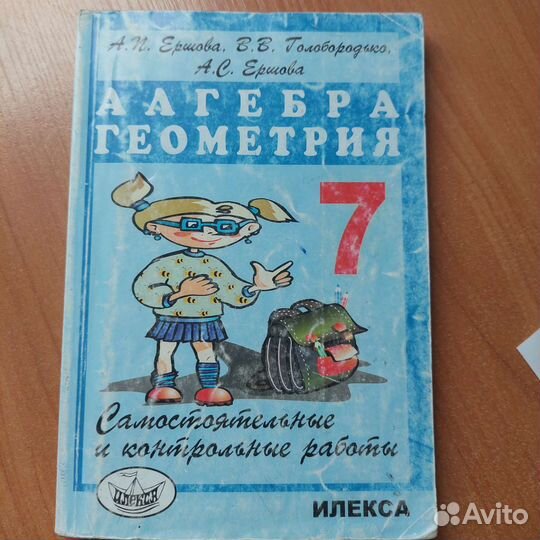 А.П. Ершова, В.В. Голобородько,
А.С. Ершова
АЛГЕБРА
ГЕОМЕТРИЯ
7
Самостоятельные
и контрольные работы
ИЛЕКСА
ИЛЕКСА
Avito